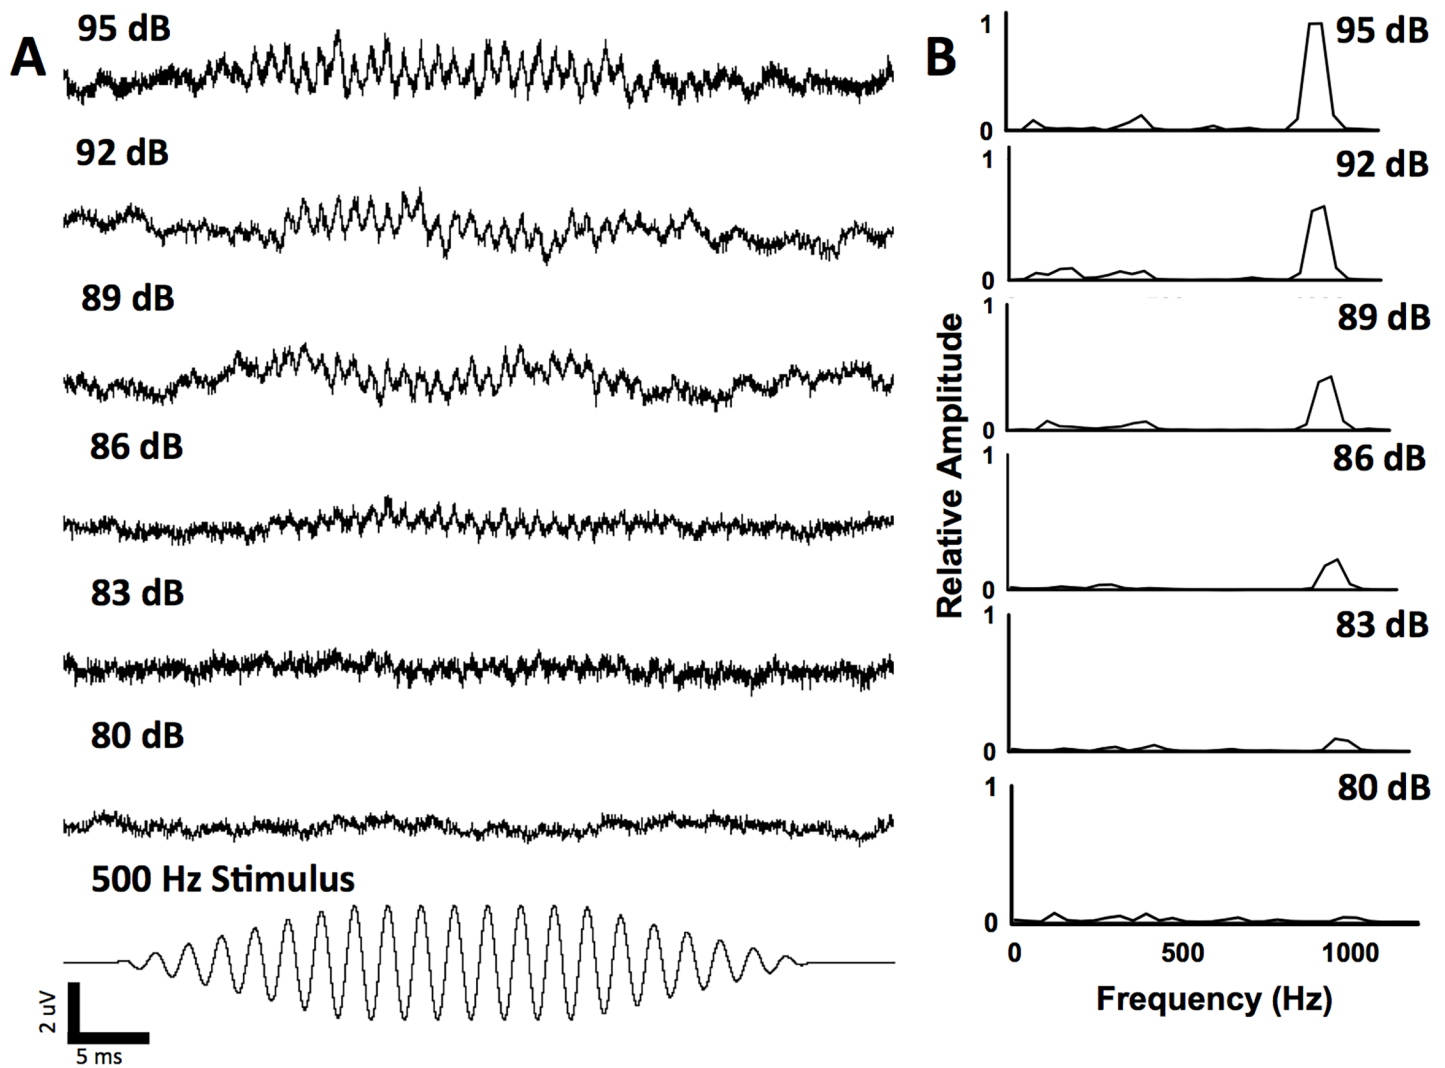 A
95 dB
92 dB
89 dB
86 dB
83 dB
80 dB
500 Hz Stimulus
2 uV
5 ms
B
Relative Amplitude
1
95 dB
0
1
92 dB
0
1
89 dB
0
1
86 dB
0
1
83 dB
0
1
80 dB
0
0 500 1000
Frequency (Hz)